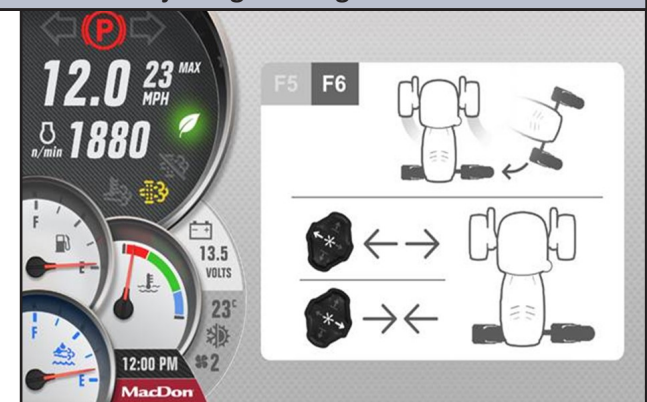 P
12.0 23 MAX
MPH
n/min 1880
F
E
13.5
VOLTS
23°
F
E
12:00 PM
2
MacDon
F5 F6